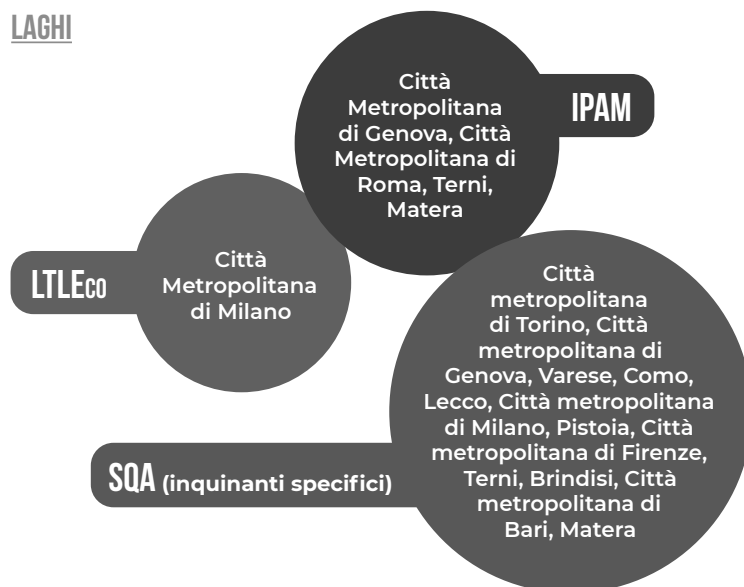 LAGHI
Città
Metropolitana
di Genova, Città
Metropolitana di
Roma, Terni,
Matera
IPAM
LTLECO
Città
Metropolitana
di Milano
Città
metropolitana
di Torino, Città
metropolitana di
Genova, Varese, Como,
Lecco, Città metropolitana
di Milano, Pistoia, Città
metropolitana di Firenze,
Terni, Brindisi, Città
metropolitana di
Bari, Matera
SQA (inquinanti specifici)